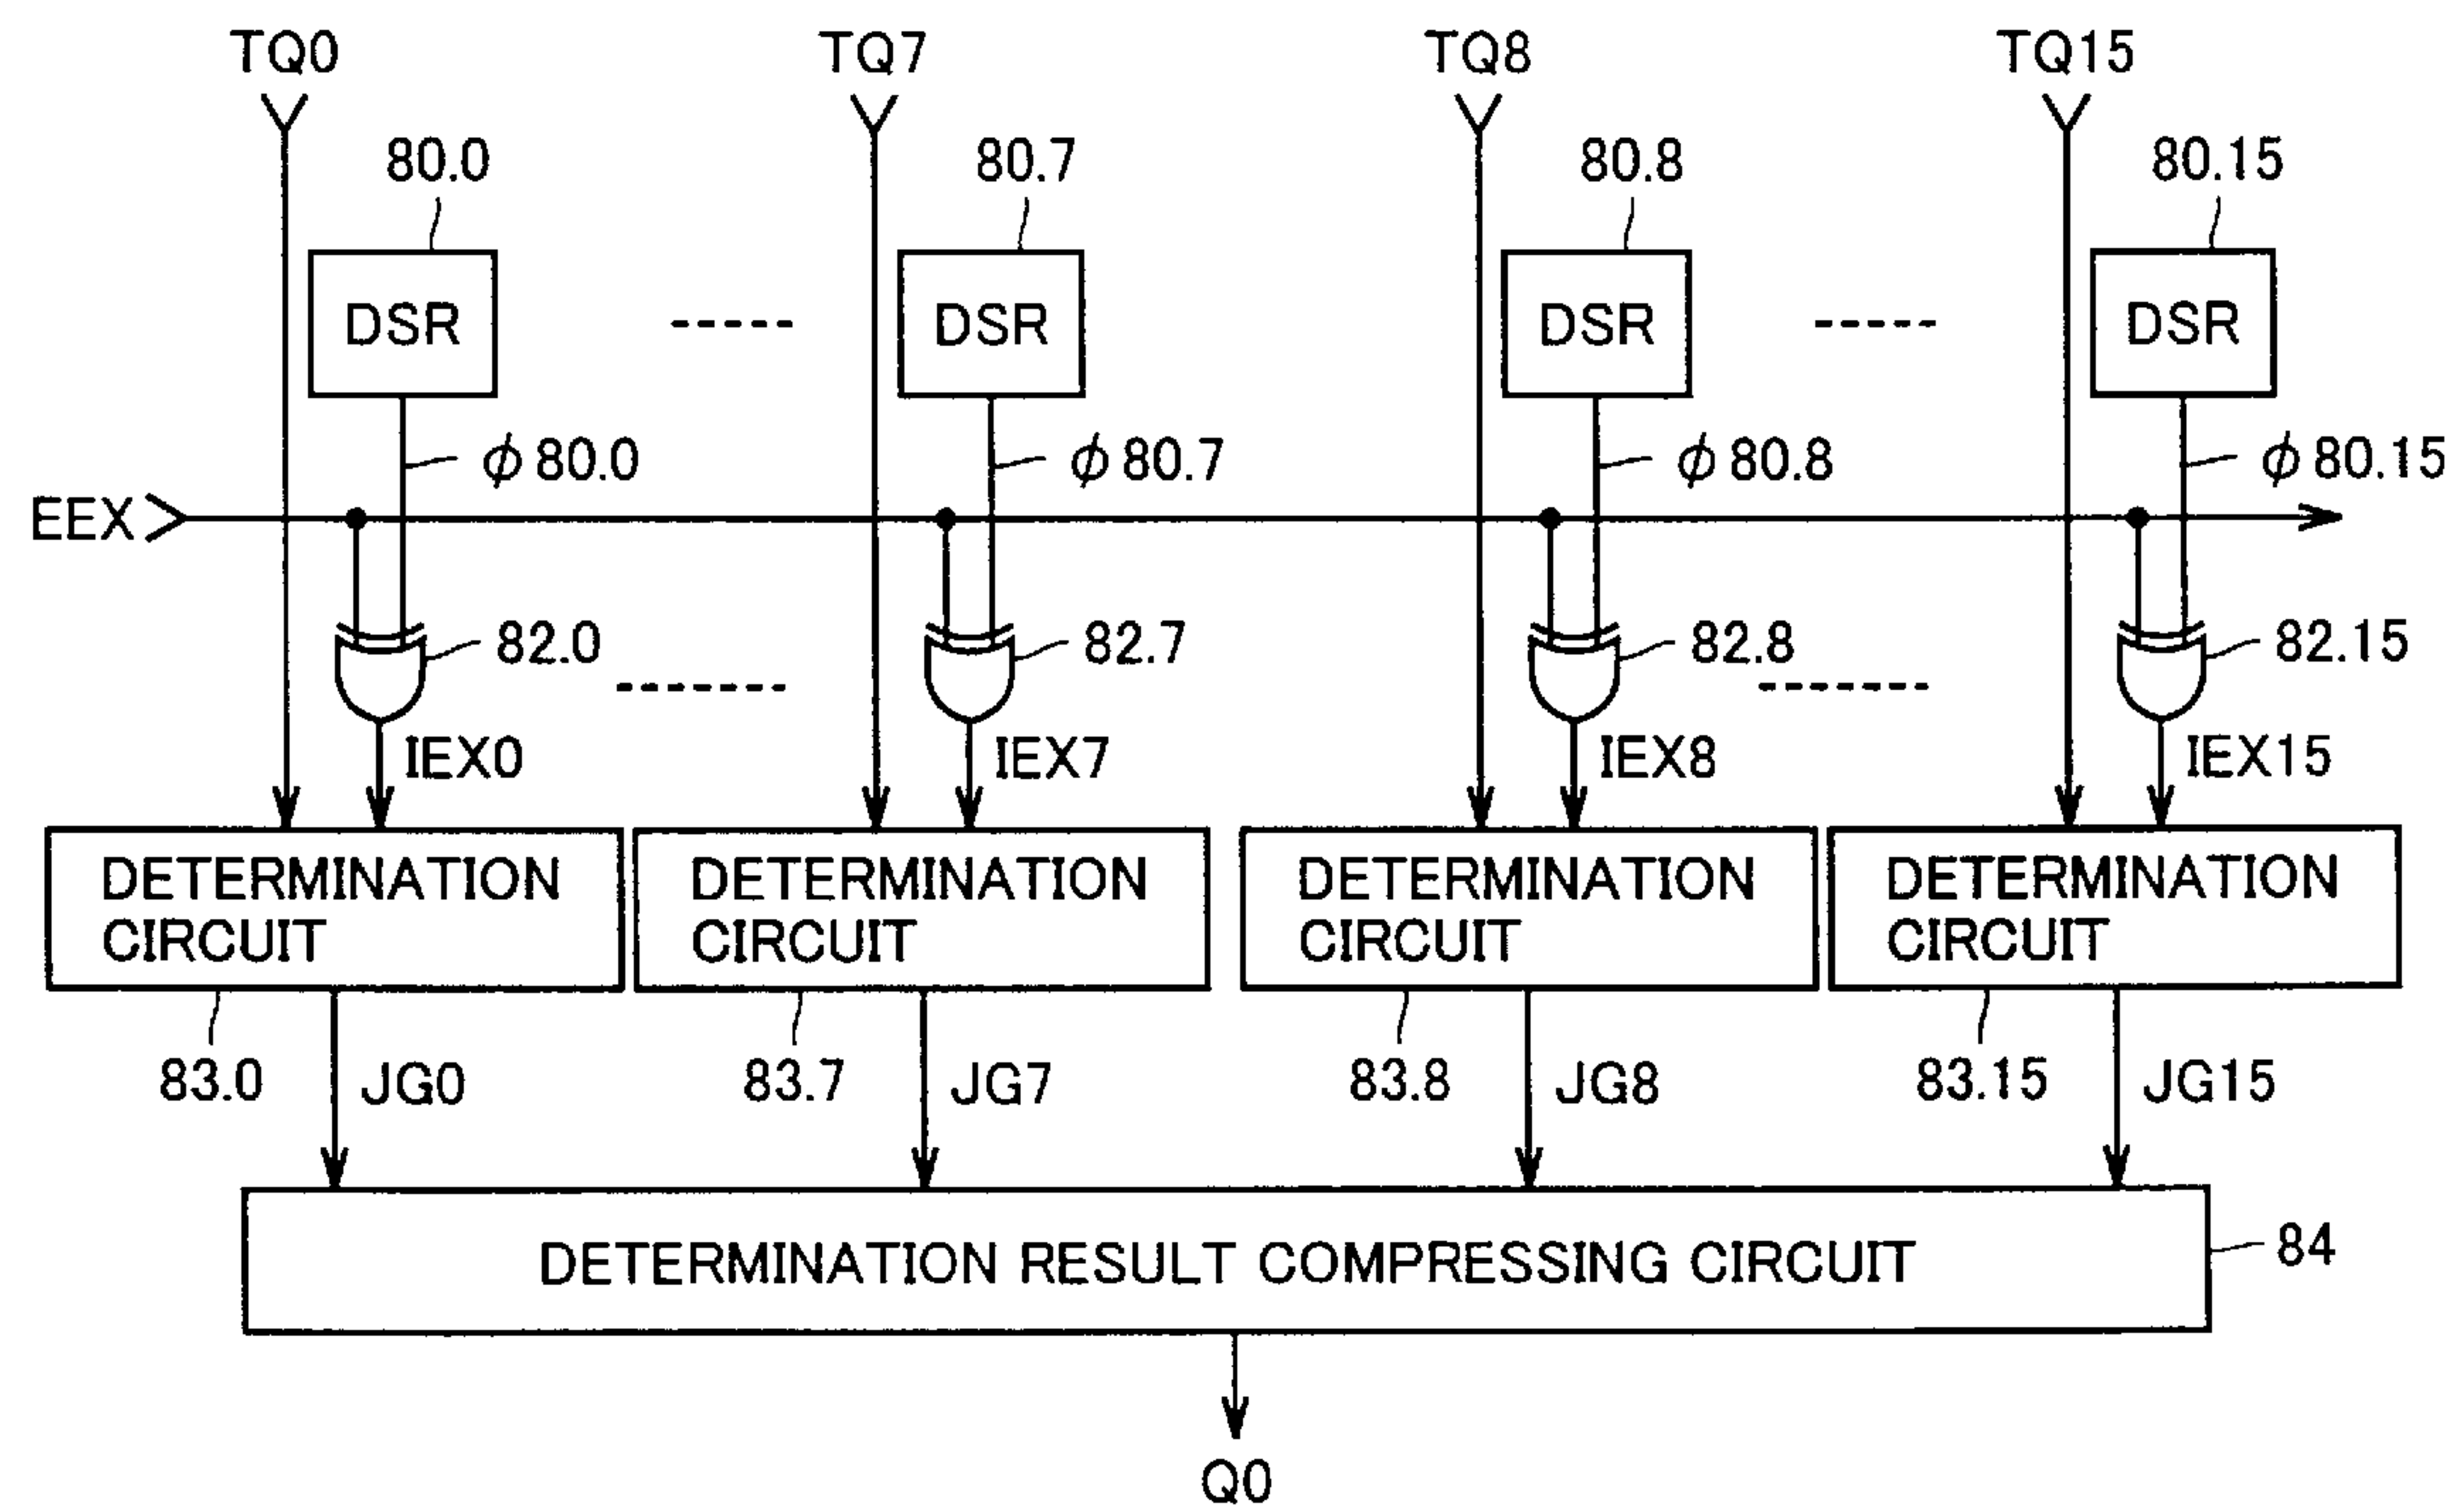 TQ0 TQ7 TQ8 TQ15
80.0 80.7 80.8 80.15
DSR DSR DSR DSR
ϕ80.0 ϕ80.7 ϕ80.8 ϕ80.15
EEX
82.0 82.7 82.8 82.15
IEX0 IEX7 IEX8 IEX15
DETERMINATION CIRCUIT
DETERMINATION CIRCUIT
DETERMINATION CIRCUIT
DETERMINATION CIRCUIT
83.0 JG0 83.7 JG7 83.8 JG8 83.15 JG15
DETERMINATION RESULT COMPRESSING CIRCUIT
84
Q0